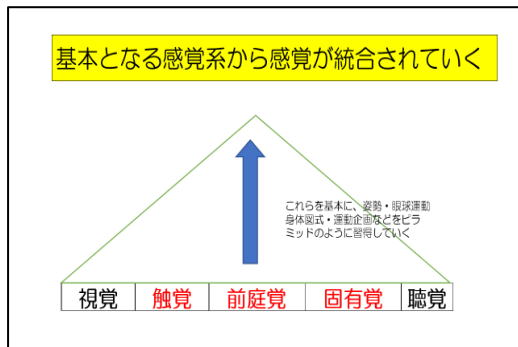 基本となる感覚系から感覚が統合されていく
これらを基本に、姿勢・眼球運動
身体図式・運動企画などをピラ
ミッドのように習得していく
視覚 触覚 前庭覚 固有覚 聴覚